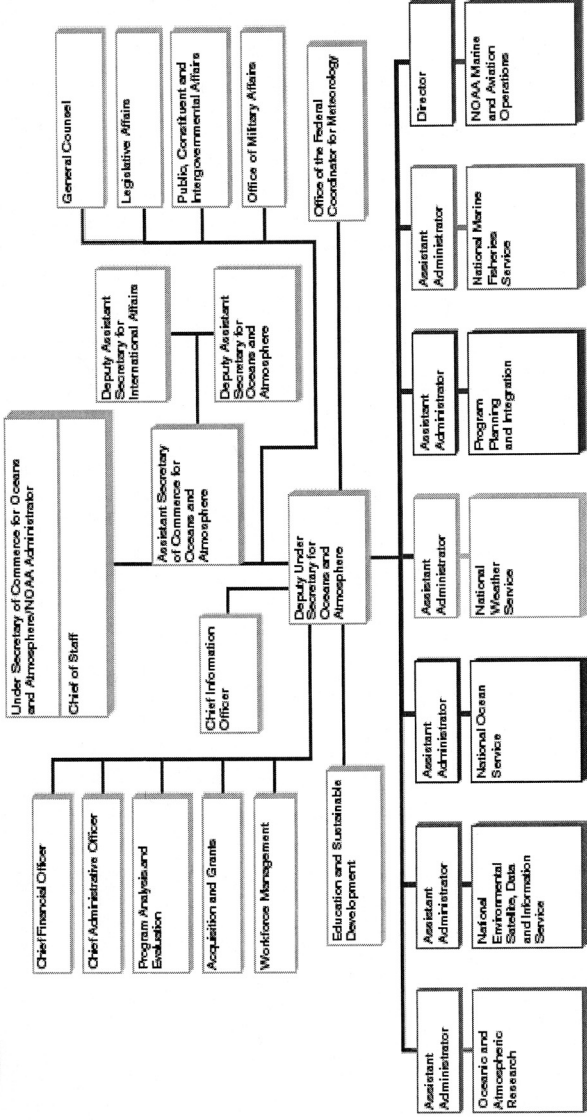 Under Secretary of Commerce for Oceans
and Atmosphere/NOAA Administrator
Chief of Staff
Assistant Secretary
of Commerce for
Oceans and
Atmosphere
Deputy Assistant
Secretary for
International Affairs
Deputy Assistant
Secretary for
Oceans and
Atmosphere
General Counsel
Legislative Affairs
Public, Constituent and
Intergovernmental Affairs
Office of Military Affairs
Chief Information
Officer
Deputy Under
Secretary for
Oceans and
Atmosphere
Office of the Federal
Coordinator for Meteorology
Chief Financial Officer
Chief Administrative Officer
Program Analysis and
Evaluation
Acquisition and Grants
Workforce Management
Education and Sustainable
Development
Assistant
Administrator
Oceanic and
Atmospheric
Research
Assistant
Administrator
National
Environmental
Satellite, Data
and Information
Service
Assistant
Administrator
National Ocean
Service
Assistant
Administrator
National
Weather
Service
Assistant
Administrator
Program
Planning
and Integration
Assistant
Administrator
National Marine
Fisheries
Service
Director
NOAA Marine
and Aviation
Operations